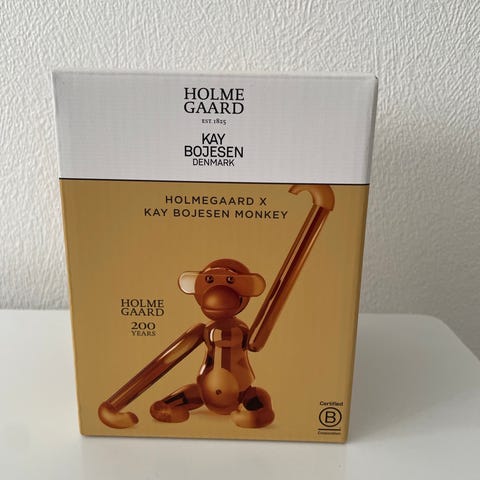 HOLME
GAARD
EST 1825
KAY
BOJESEN
DENMARK
HOLMEGAARD X
KAY BOJESEN MONKEY
HOLME
GAARD
200
YEARS
Certified
B
Corporation